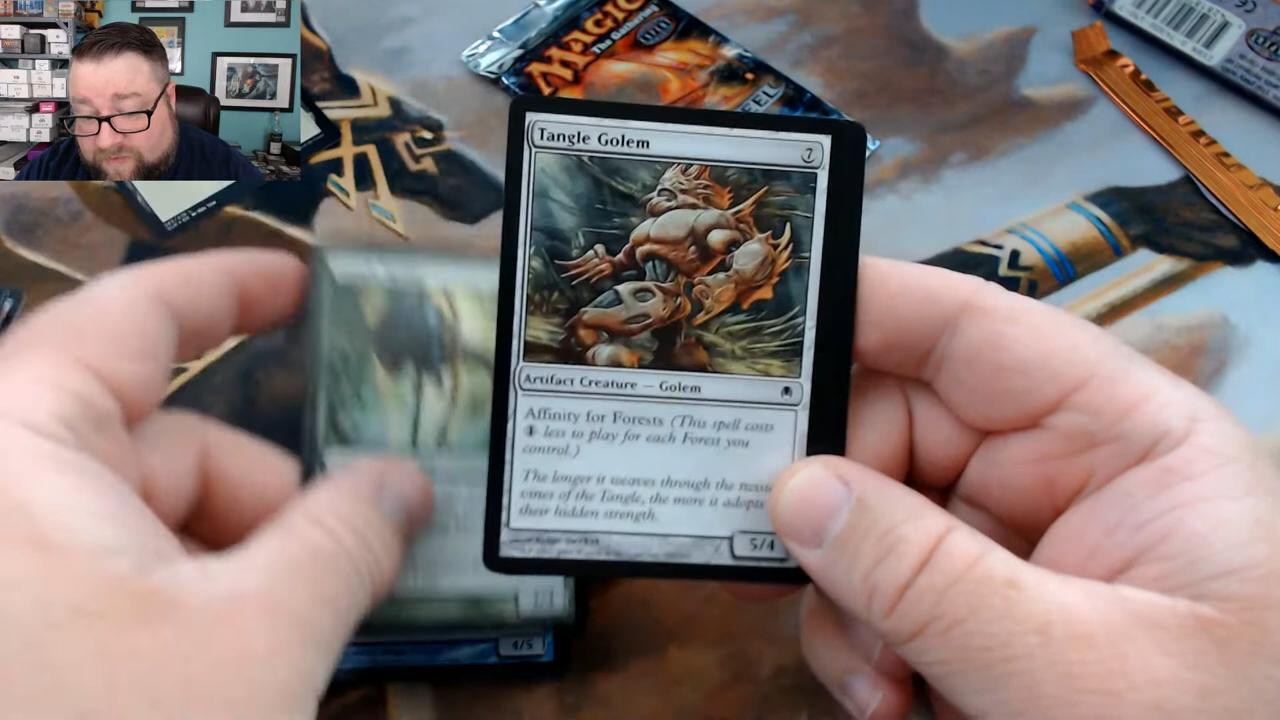 MAGIC
The Gathering
EEL
Tangle Golem
7
Artifact Creature — Golem
Affinity for Forests (This spell costs
1 less to play for each Forest you
control.)
The longer it weaves through the
vines of the Tangle, the more it adopts
their hidden strength.
5/4
4/5